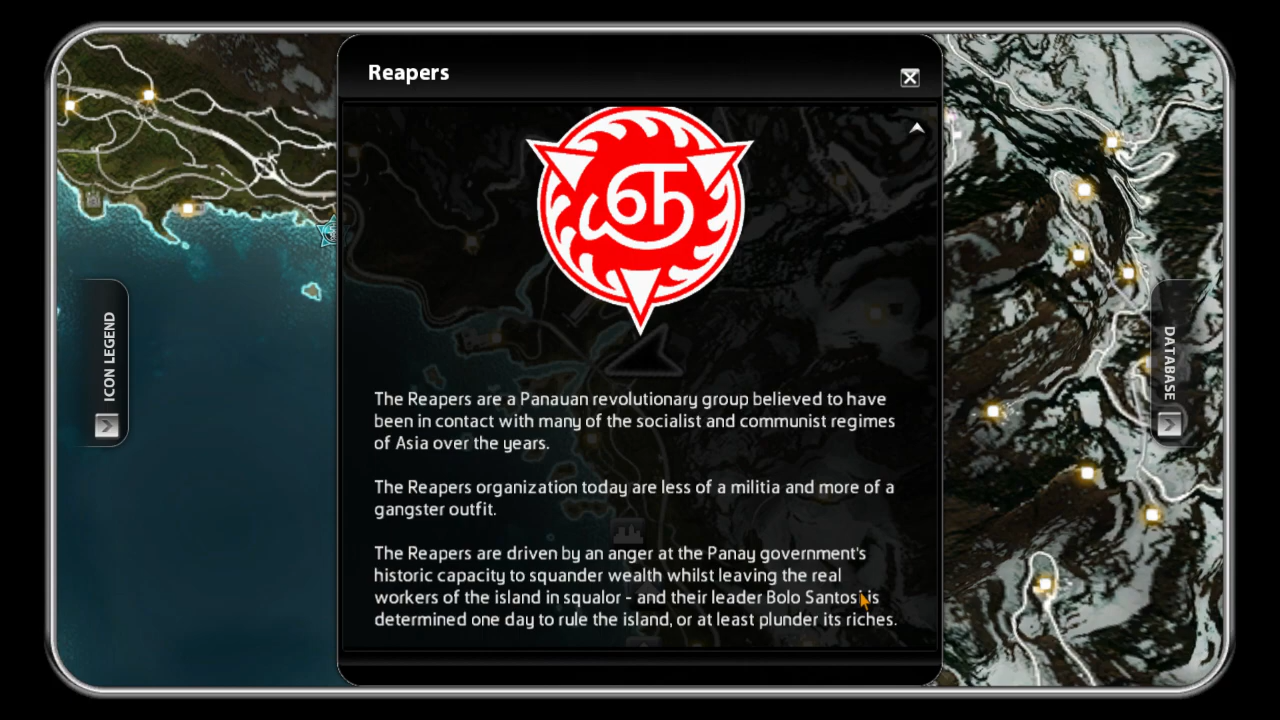 Reapers
ICON LEGEND
DATABASE
The Reapers are a Panauan revolutionary group believed to have
been in contact with many of the socialist and communist regimes
of Asia over the years.
The Reapers organization today are less of a militia and more of a
gangster outfit.
The Reapers are driven by an anger at the Panay government's
historic capacity to squander wealth whilst leaving the real
workers of the island in squalor - and their leader Bolo Santosi is
determined one day to rule the island, or at least plunder its riches.